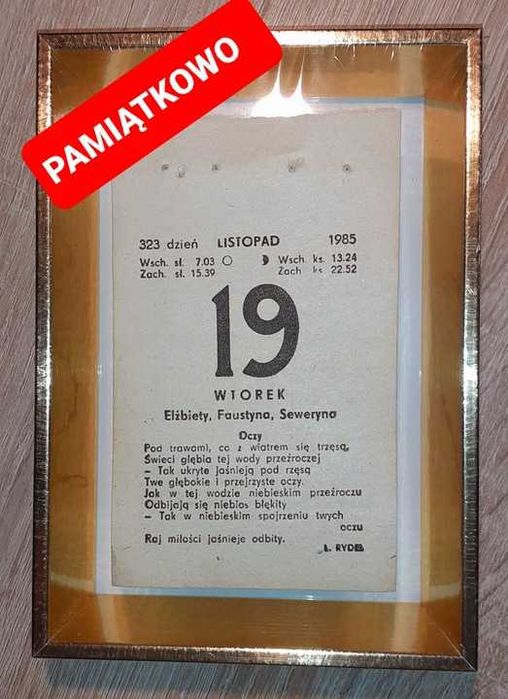 PAMIĄTKOWO
323 dzień LISTOPAD 1985
Wsch. sł. 7.03 Wsch. ks. 13.24
Zach. sł. 15.39 Zach ks 22.52
19
WTOREK
Elżbiety, Faustyna, Seweryna
Oczy
Pod trawami, co z wiatrem się trzęsą,
Świeci głębia tej wody przeźroczej
— Tak ukryte jaśnieją pod rzęsą
Twe głębokie i przejrzyste oczy.
Jak w tej wodzie niebieskim przeźroczu
Odbijają się niebios błękity
— Tak w niebieskim spojrzeniu twych
oczu
Raj miłości jaśnieje odbity.
L. RYDEL